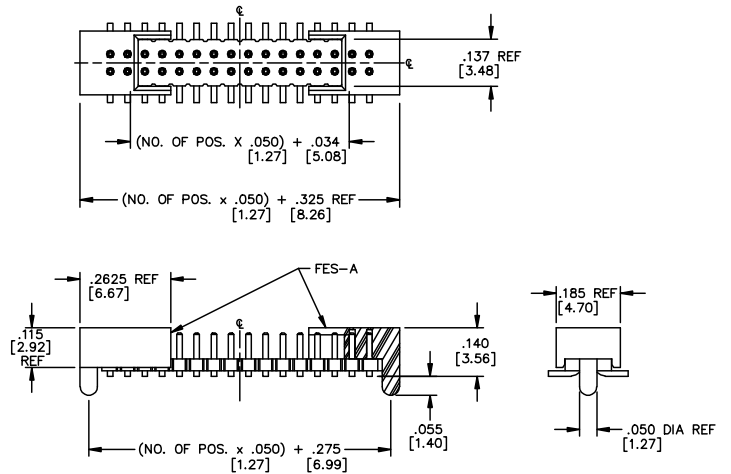 ℄
.137 REF
[3.48]
℄
(NO. OF POS. X .050) + .034
[1.27] [5.08]
(NO. OF POS. x .050) + .325 REF
[1.27] [8.26]
.2625 REF
[6.67]
FES-A
.185 REF
[4.70]
℄
.115
[2.92]
REF
.140
[3.56]
.055
[1.40]
.050 DIA REF
[1.27]
(NO. OF POS. x .050) + .275
[1.27] [6.99]